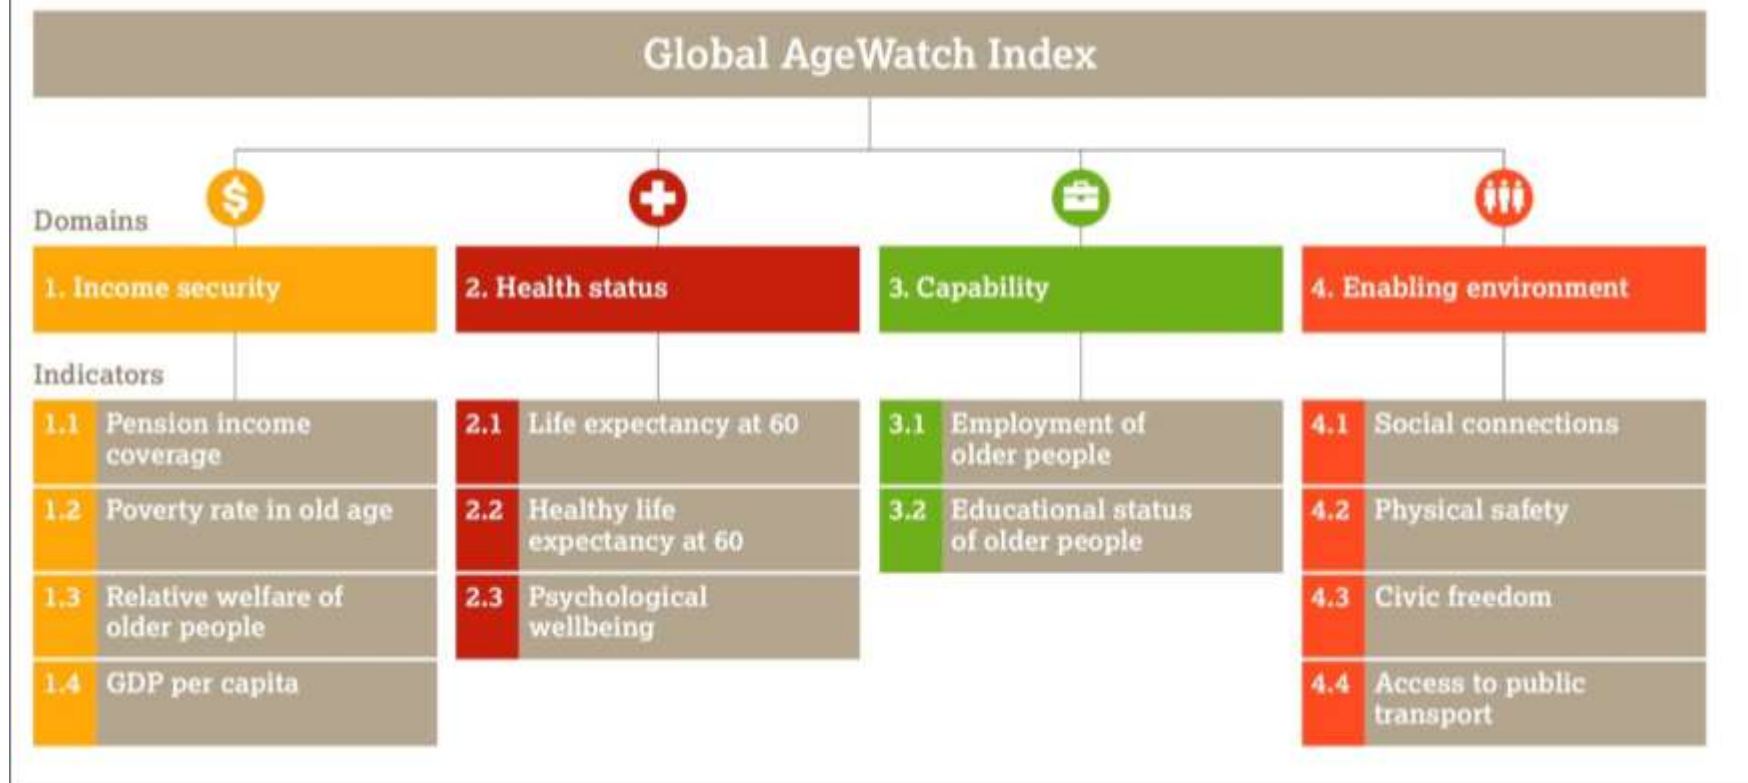 Global AgeWatch Index
$
Domains
1. Income security
2. Health status
3. Capability
4. Enabling environment
Indicators
1.1 Pension income
coverage
1.2 Poverty rate in old age
1.3 Relative welfare of
older people
1.4 GDP per capita
2.1 Life expectancy at 60
2.2 Healthy life
expectancy at 60
2.3 Psychological
wellbeing
3.1 Employment of
older people
3.2 Educational status
of older people
4.1 Social connections
4.2 Physical safety
4.3 Civic freedom
4.4 Access to public
transport